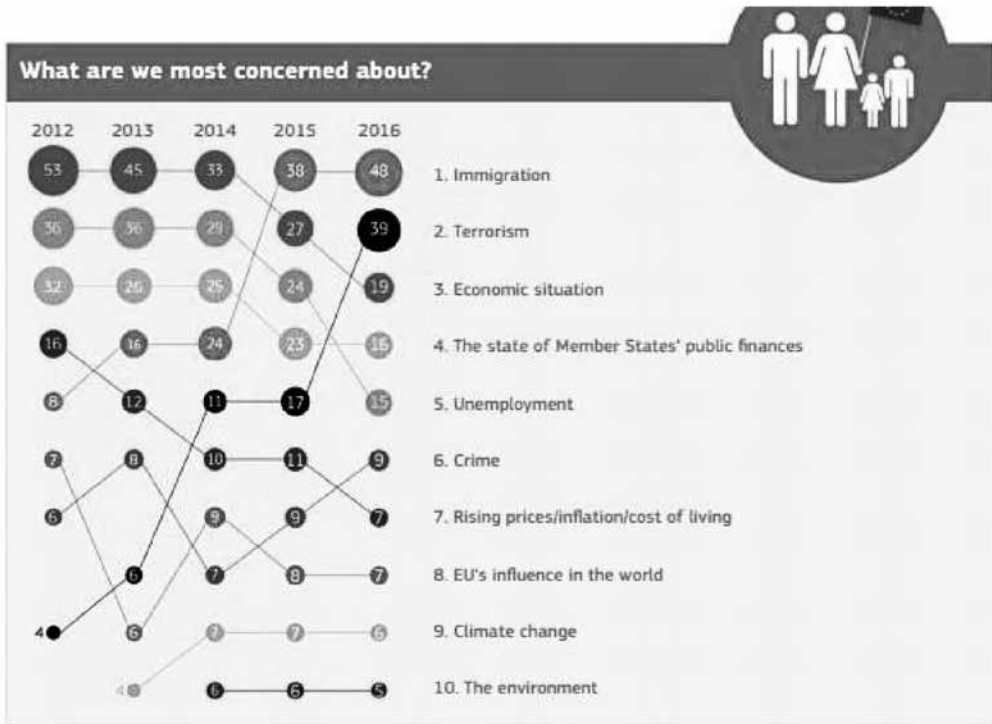 What are we most concerned about?
2012 2013 2014 2015 2016
53 45 33 38 48 1. Immigration
36 36 29 27 39 2. Terrorism
32 26 25 24 19 3. Economic situation
16 16 24 23 16 4. The state of Member States' public finances
8 12 11 17 15 5. Unemployment
7 8 10 11 9 6. Crime
6 9 9 7 7. Rising prices/inflation/cost of living
6 7 8 7 8. EU's influence in the world
4 6 7 7 6 9. Climate change
4 6 6 5 10. The environment